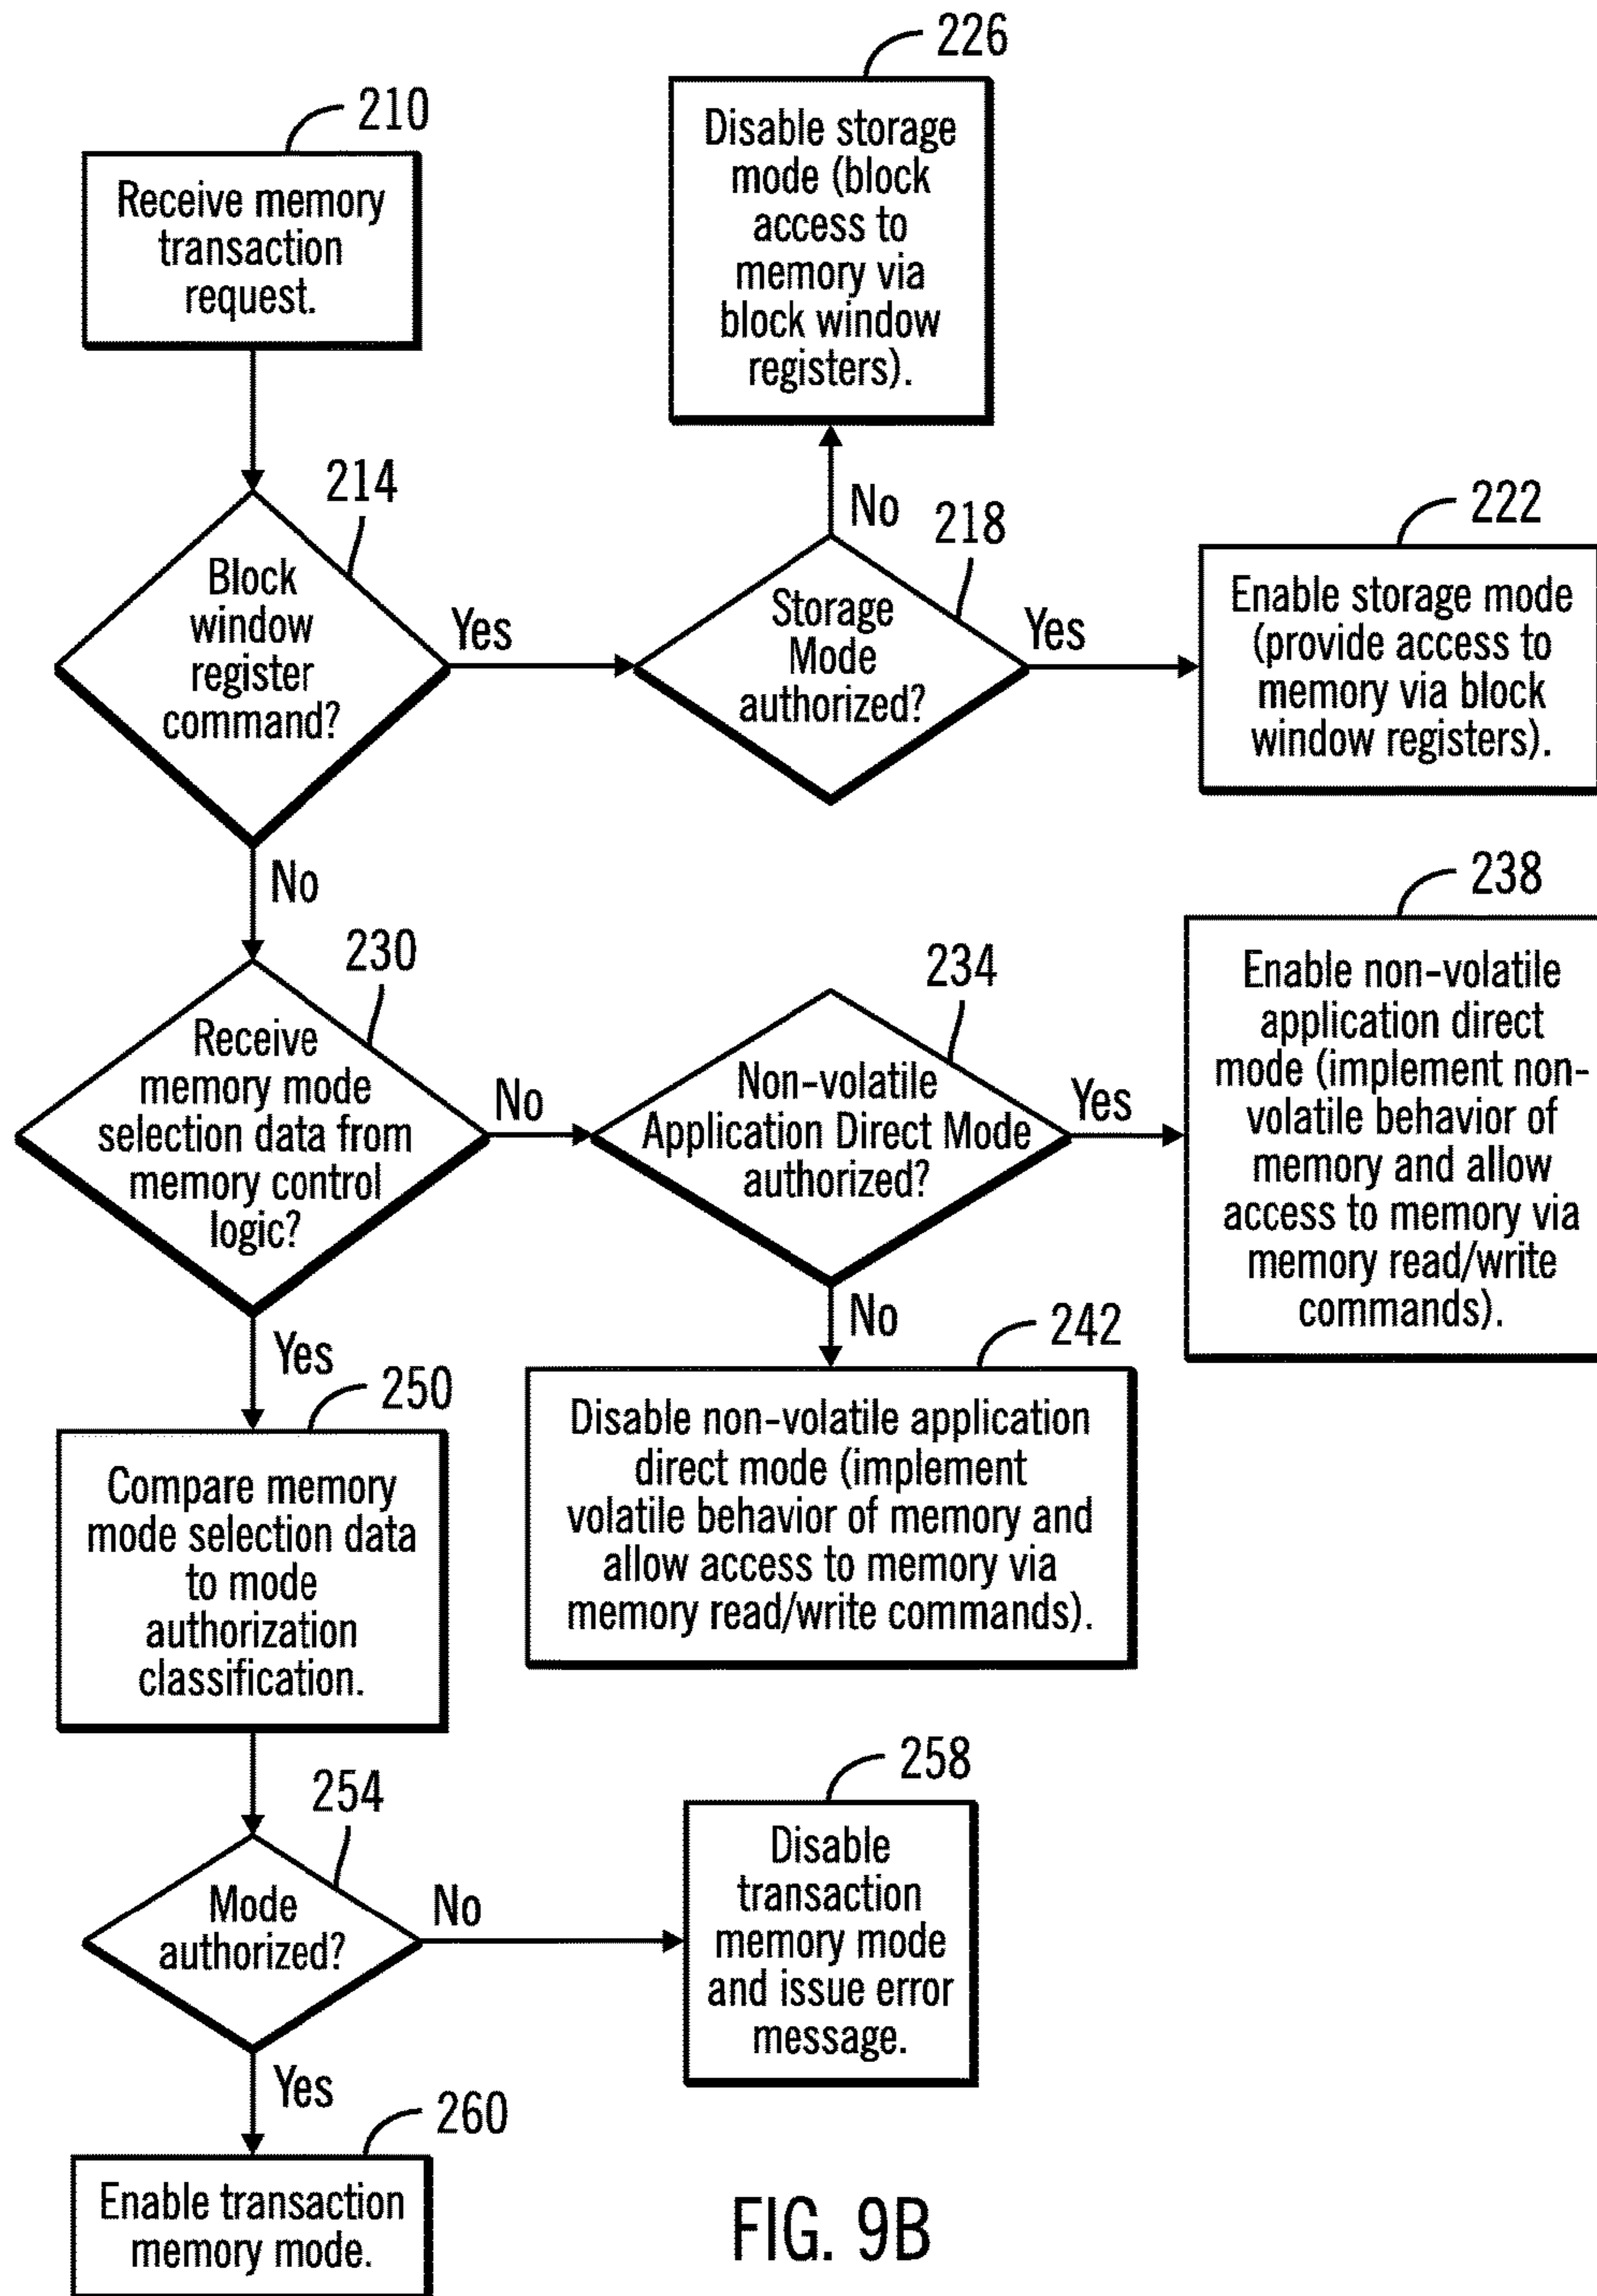 226
Disable storage
mode (block
access to
memory via
block window
registers).
210
Receive memory
transaction
request.
214
Block
window
register
command?
Yes
No
218
Storage
Mode
authorized?
No
Yes
222
Enable storage mode
(provide access to
memory via block
window registers).
230
Receive
memory mode
selection data from
memory control
logic?
No
Yes
234
Non-volatile
Application Direct Mode
authorized?
Yes
No
238
Enable non-volatile
application direct
mode (implement non-
volatile behavior of
memory and allow
access to memory via
memory read/write
commands).
242
Disable non-volatile application
direct mode (implement
volatile behavior of memory and
allow access to memory via
memory read/write commands).
250
Compare memory
mode selection data
to mode
authorization
classification.
254
Mode
authorized?
No
Yes
258
Disable
transaction
memory mode
and issue error
message.
260
Enable transaction
memory mode.
FIG. 9B